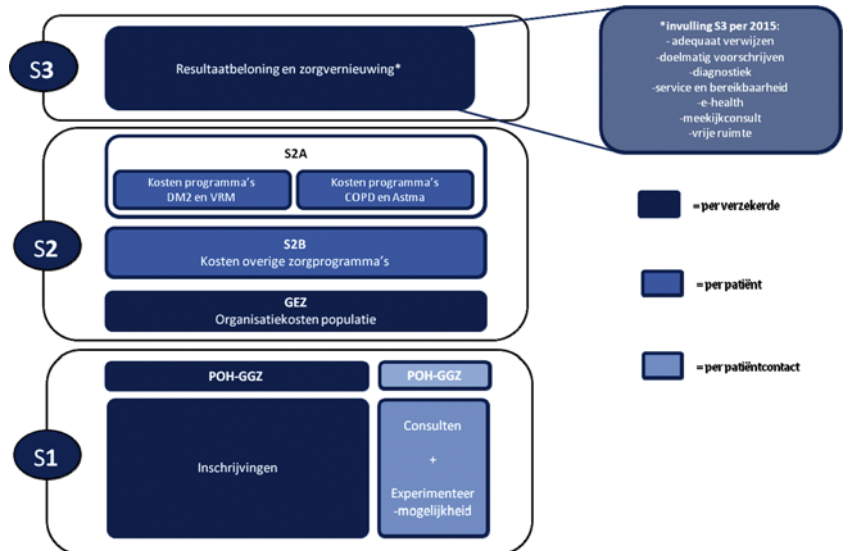 S3
Resultaatbeloning en zorgvernieuwing*
*invulling S3 per 2015:
- adequaat verwijzen
-doelmatig voorschrijven
-diagnostiek
-service en bereikbaarheid
-e-health
-meekijkconsult
-vrije ruimte
S2
S2A
Kosten programma's
DM2 en VRM
Kosten programma's
COPD en Astma
S2B
Kosten overige zorgprogramma's
GEZ
Organisatiekosten populatie
S1
POH-GGZ
POH-GGZ
Inschrijvingen
Consulten
+
Experimenteer
-mogelijkheid
= per verzekerde
= per patiënt
= per patiëntcontact